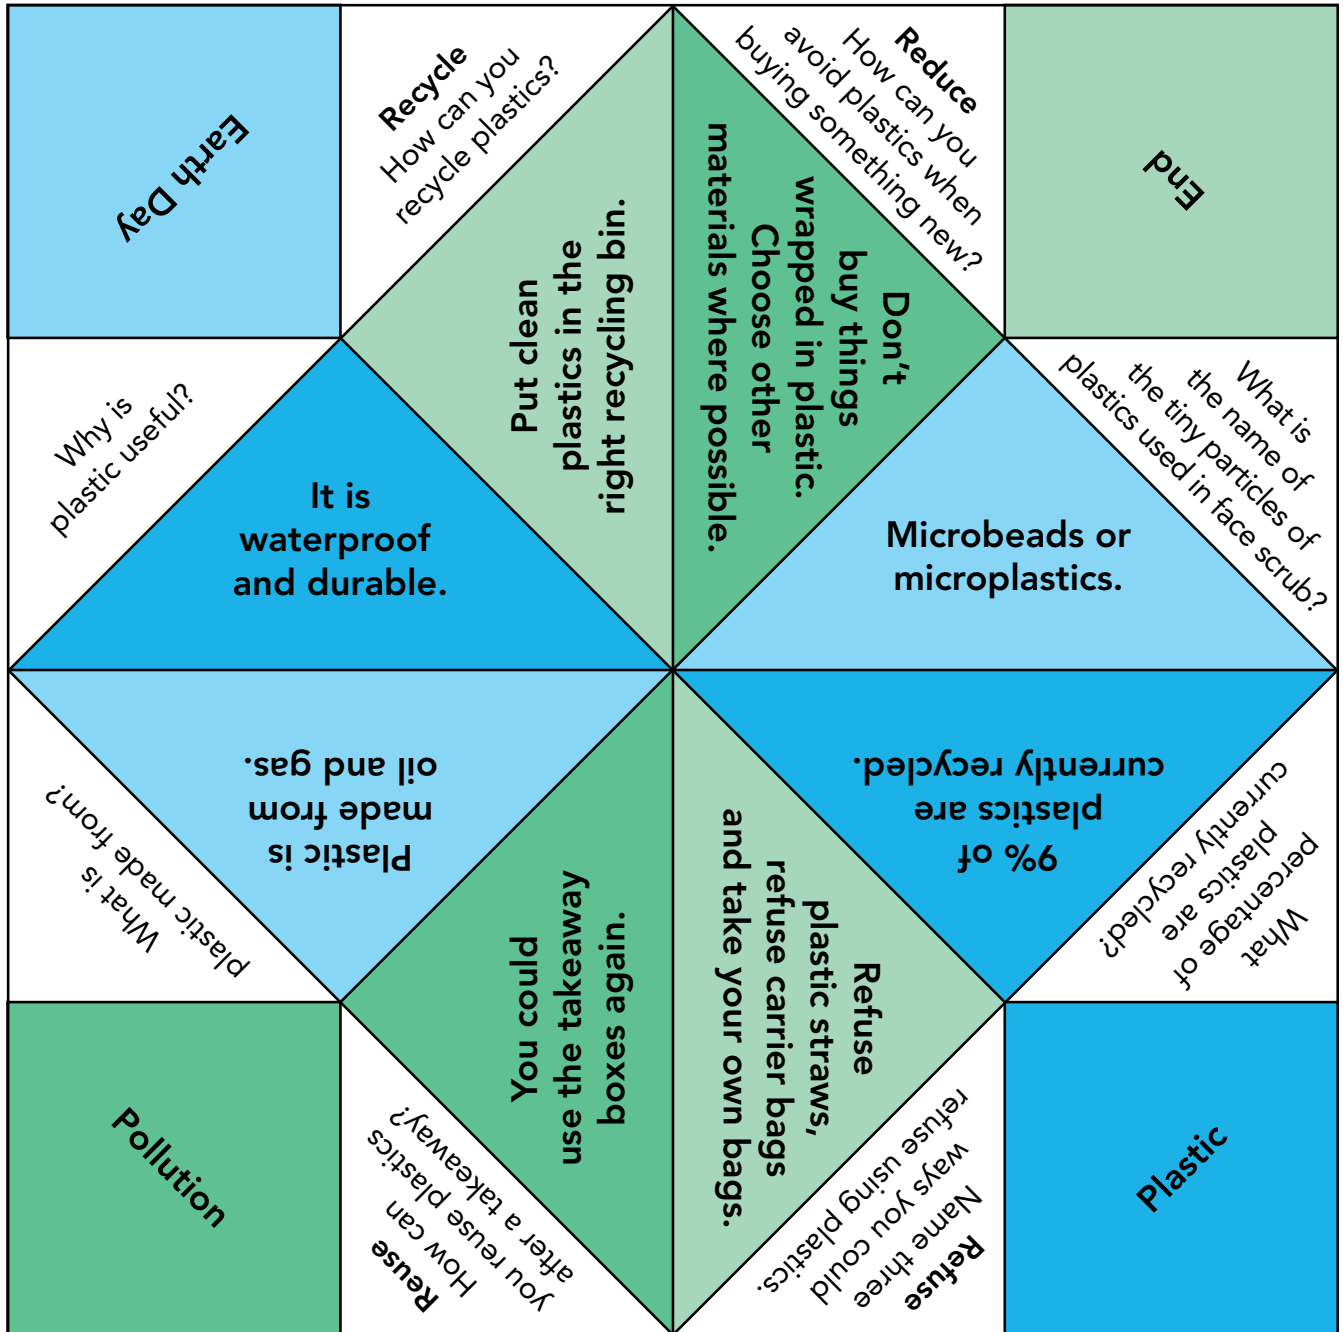 Earth Day
Recycle
How can you
recycle plastics?
Reduce
How can you
avoid plastics when
buying something new?
End
Put clean
plastics in the
right recycling bin.
Don't
buy things
wrapped in plastic.
Choose other
materials where possible.
Why is
plastic useful?
It is
waterproof
and durable.
Microbeads or
microplastics.
What is
the name of
the tiny particles of
plastics used in face scrub?
What is
plastic made from?
Plastic is
made from
oil and gas.
9% of
plastics are
currently recycled.
What
percentage of
plastics are
currently recycled?
You could
use the takeaway
boxes again.
Refuse
plastic straws,
refuse carrier bags
and take your own bags.
Pollution
Reuse
How can
you reuse plastics
after a takeaway?
Refuse
Name three
ways you could
refuse using plastics.
Plastic